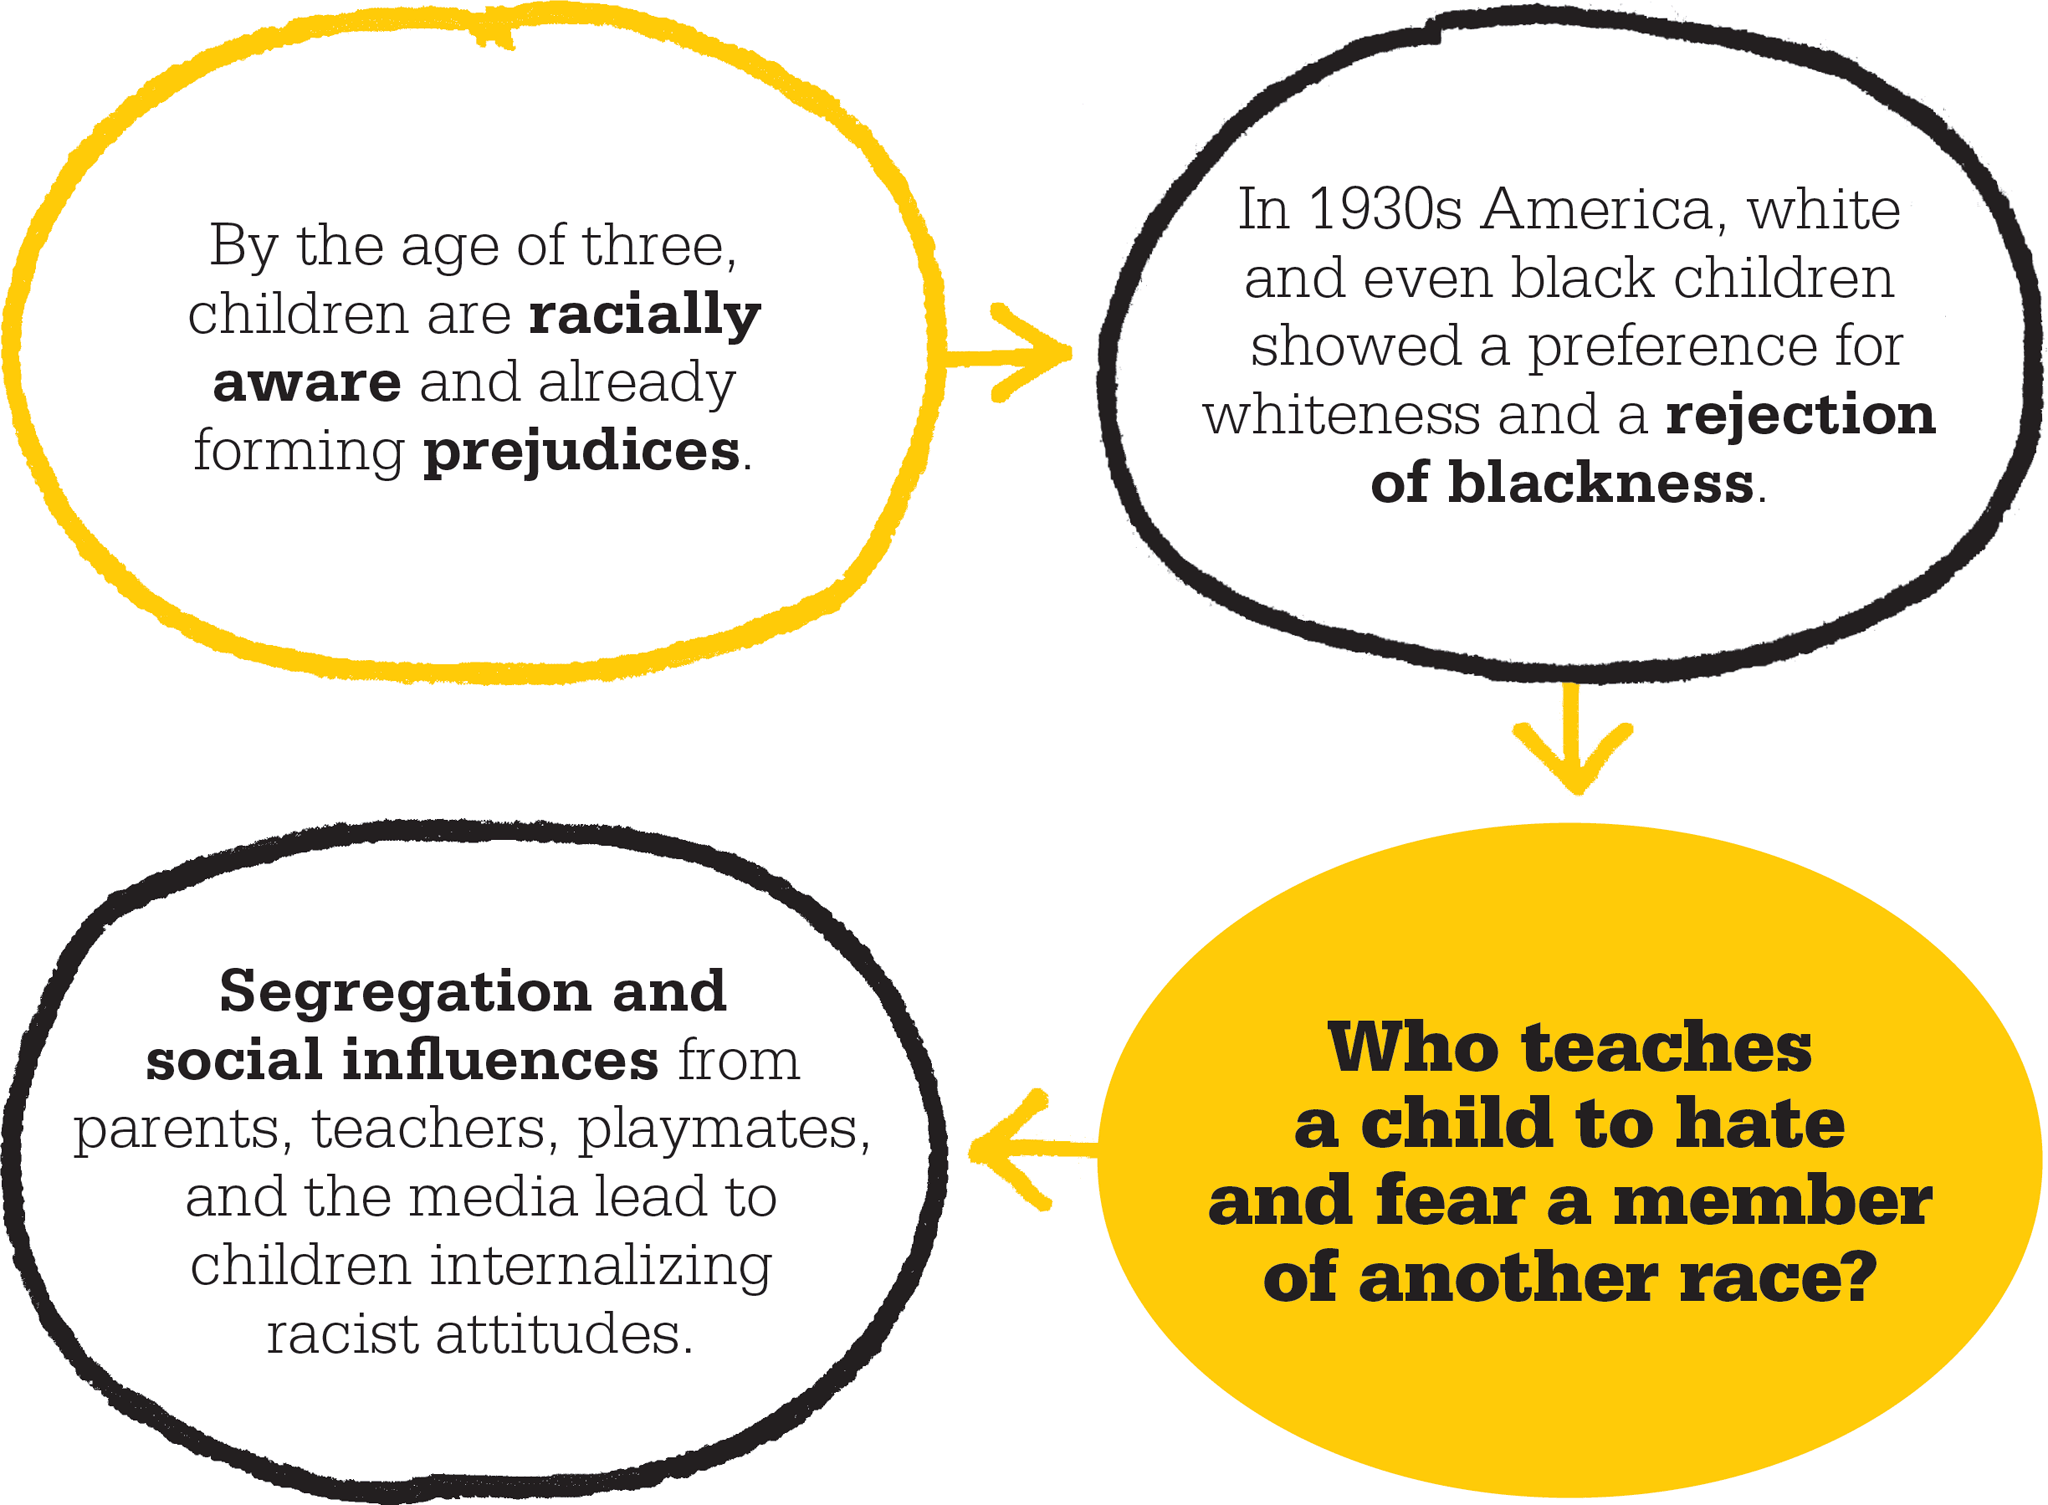 By the age of three,
children are racially
aware and already
forming prejudices.
In 1930s America, white
and even black children
showed a preference for
whiteness and a rejection
of blackness.
Who teaches
a child to hate
and fear a member
of another race?
Segregation and
social influences from
parents, teachers, playmates,
and the media lead to
children internalizing
racist attitudes.